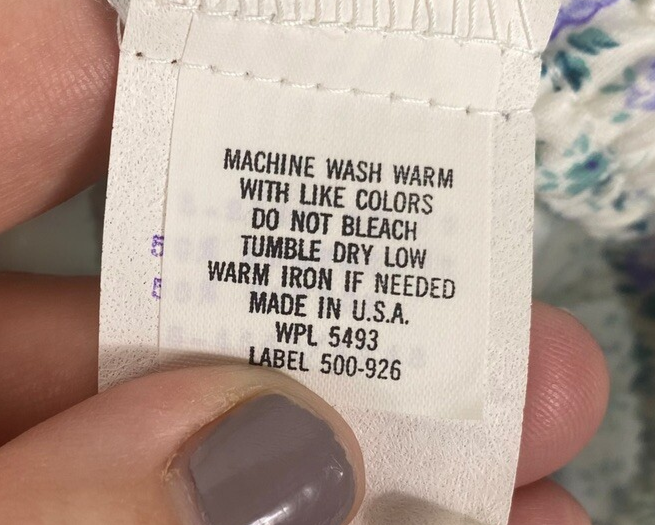 MACHINE WASH WARM
WITH LIKE COLORS
DO NOT BLEACH
TUMBLE DRY LOW
WARM IRON IF NEEDED
MADE IN U.S.A.
WPL 5493
LABEL 500-926